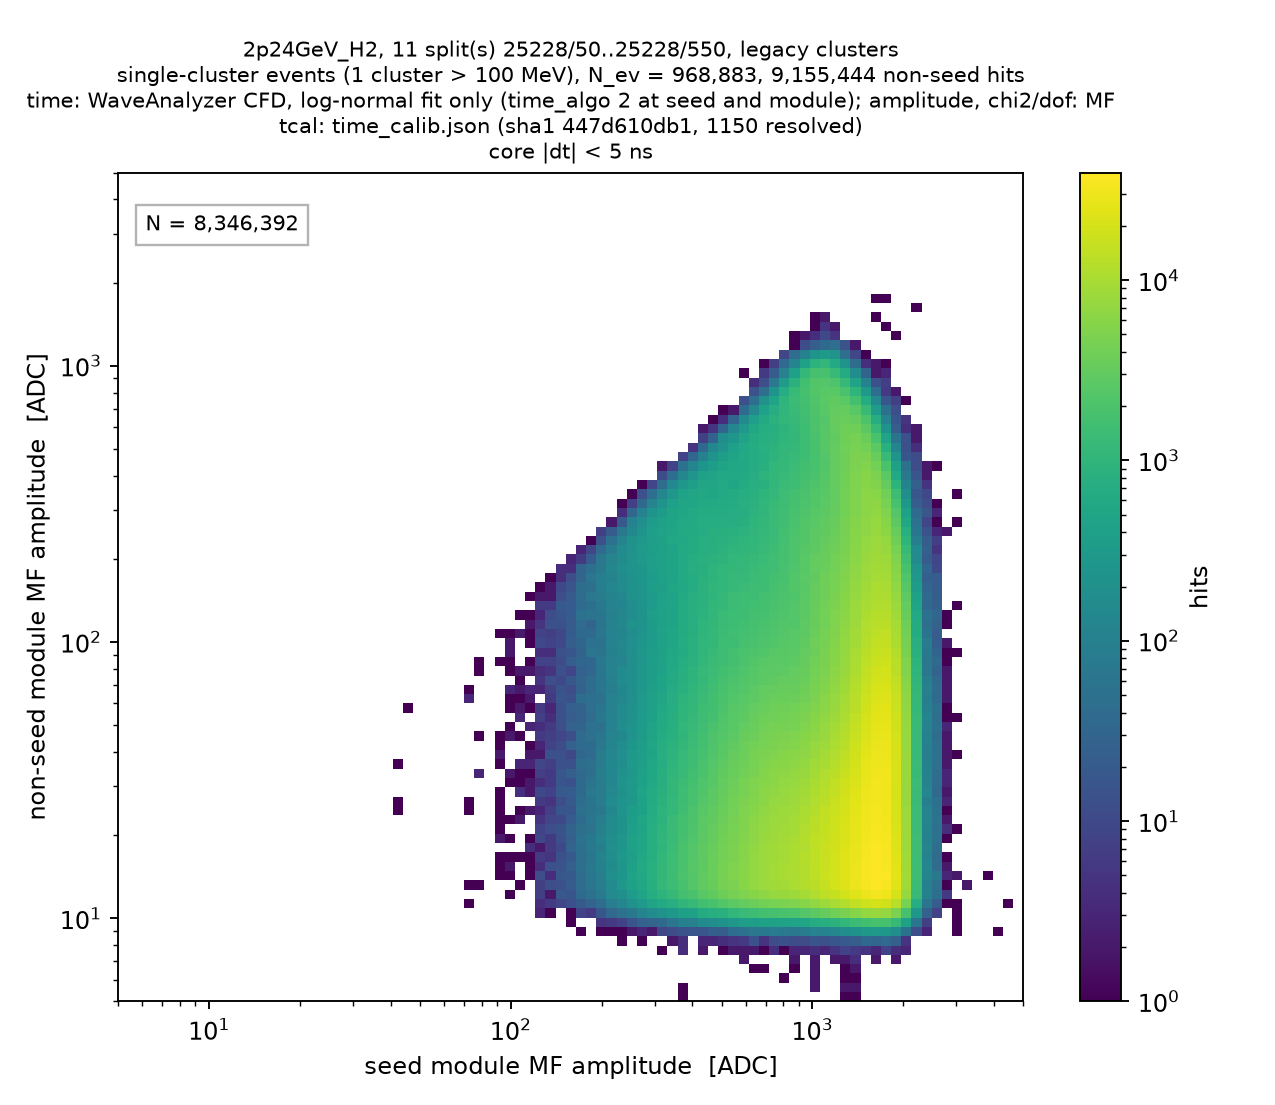 2p24GeV_H2, 11 split(s) 25228/50..25228/550, legacy clusters
single-cluster events (1 cluster > 100 MeV), N_ev = 968,883, 9,155,444 non-seed hits
time: WaveAnalyzer CFD, log-normal fit only (time_algo 2 at seed and module); amplitude, chi2/dof: MF
tcal: time_calib.json (sha1 447d610db1, 1150 resolved)
core |dt| < 5 ns
N = 8,346,392
10³
10²
10¹
non-seed module MF amplitude [ADC]
10¹ 10² 10³
seed module MF amplitude [ADC]
10⁴
10³
10²
10¹
10⁰
hits